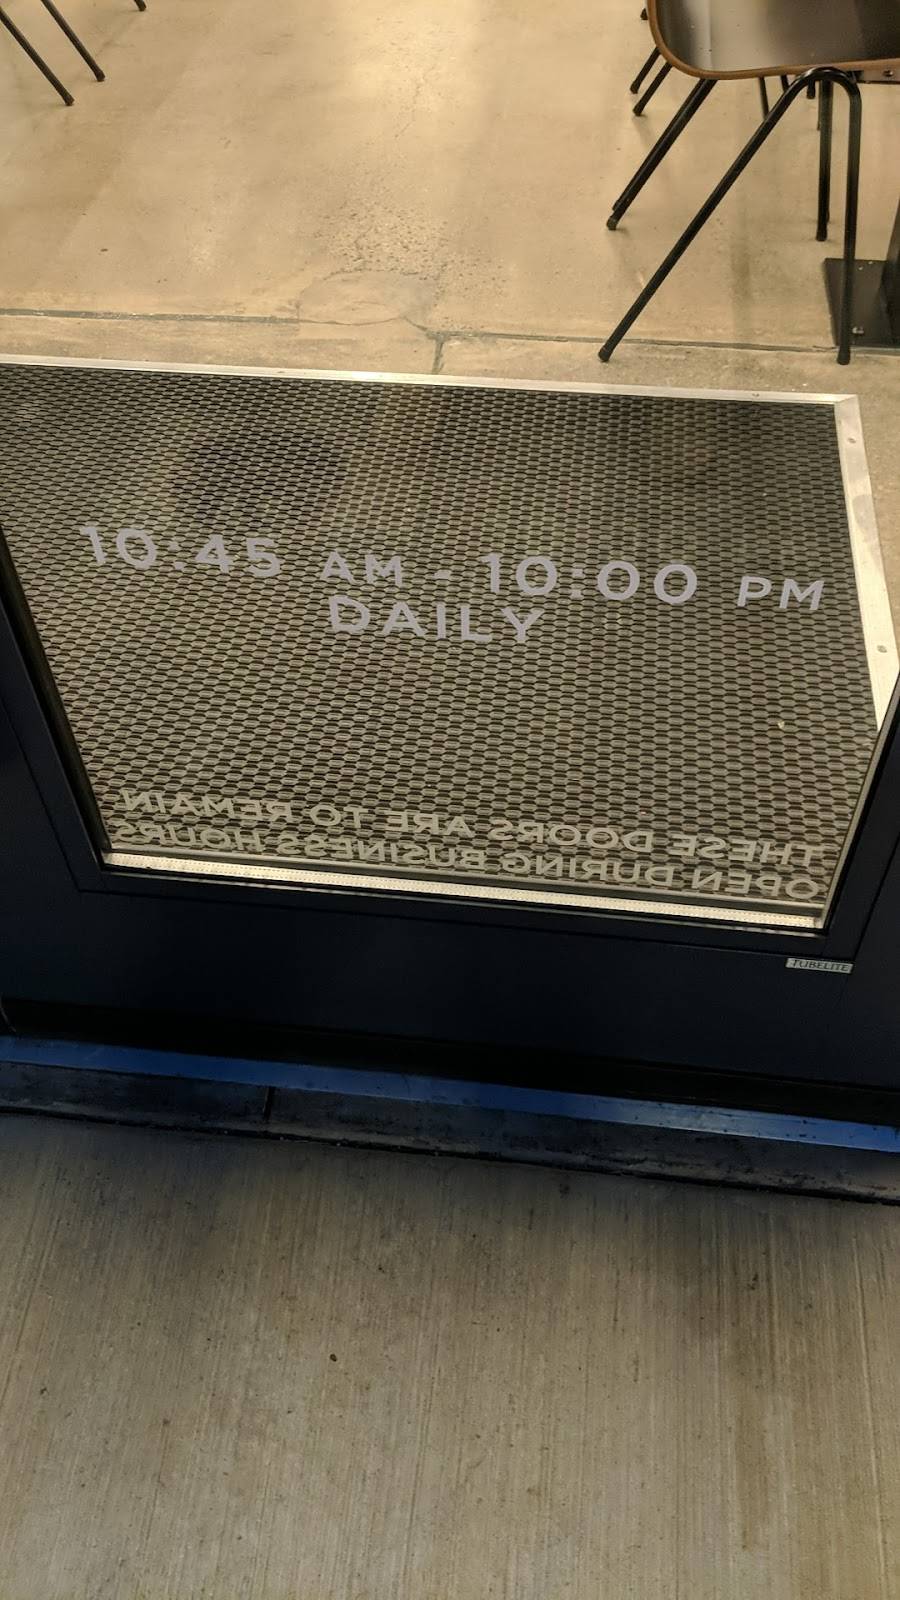 10:45 AM - 10:00 PM
DAILY
THESE DOORS ARE TO REMAIN
OPEN DURING BUSINESS HOURS
TUBELITE